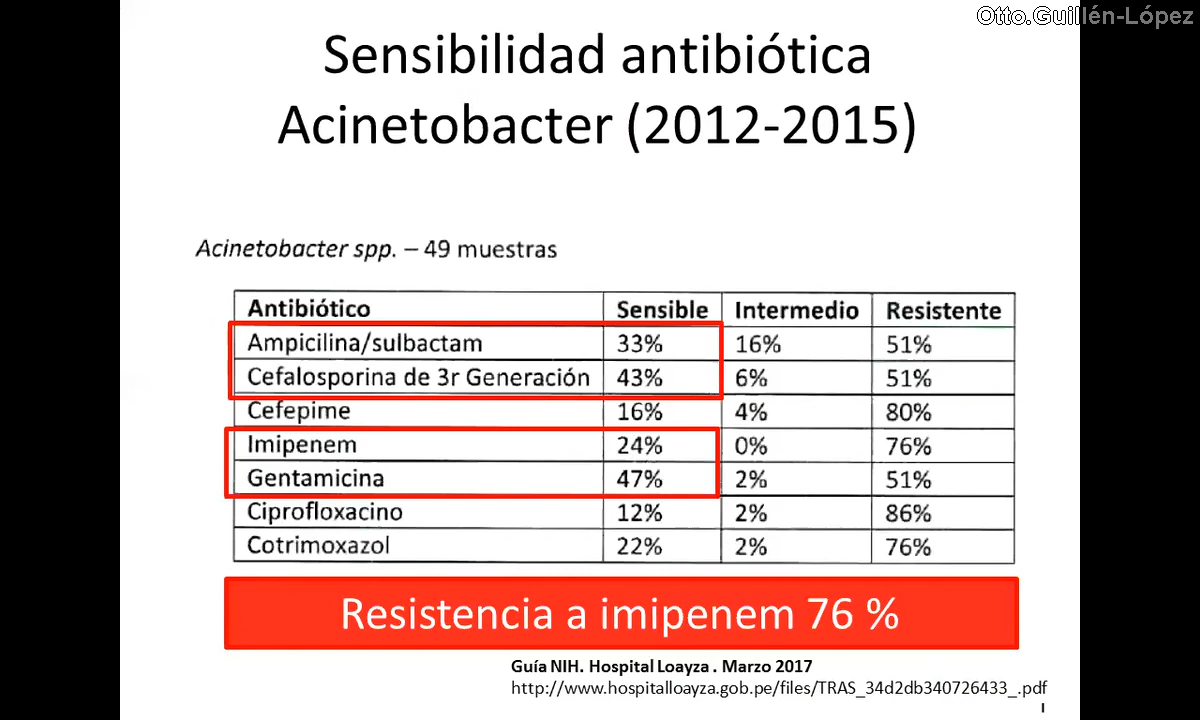 Otto.Guillén-López
Sensibilidad antibiótica
Acinetobacter (2012-2015)
Acinetobacter spp. – 49 muestras
Antibiótico Sensible Intermedio Resistente
Ampicilina/sulbactam 33% 16% 51%
Cefalosporina de 3r Generación 43% 6% 51%
Cefepime 16% 4% 80%
Imipenem 24% 0% 76%
Gentamicina 47% 2% 51%
Ciprofloxacino 12% 2% 86%
Cotrimoxazol 22% 2% 76%
Resistencia a imipenem 76 %
Guía NIH. Hospital Loayza . Marzo 2017
http://www.hospitalloayza.gob.pe/files/TRAS_34d2db340726433_.pdf